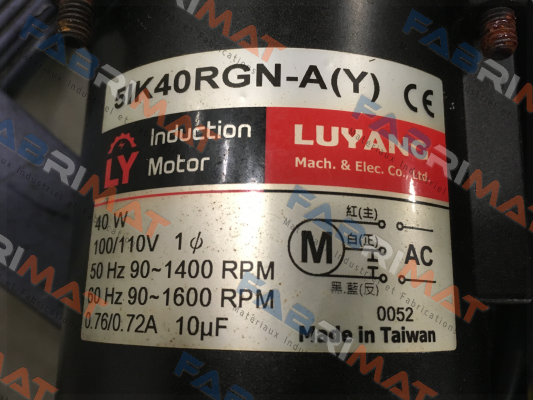 5IK40RGN-A(Y) CE
LY Induction Motor
LUYANG
Mach. & Elec. Co., Ltd.
40 W
100/110V 1ϕ
50 Hz 90~1400 RPM
60 Hz 90~1600 RPM
0.76/0.72A 10µF
紅(主)
白(正)
M
AC
黑.藍(反)
0052
Made in Taiwan
FABRIMAT